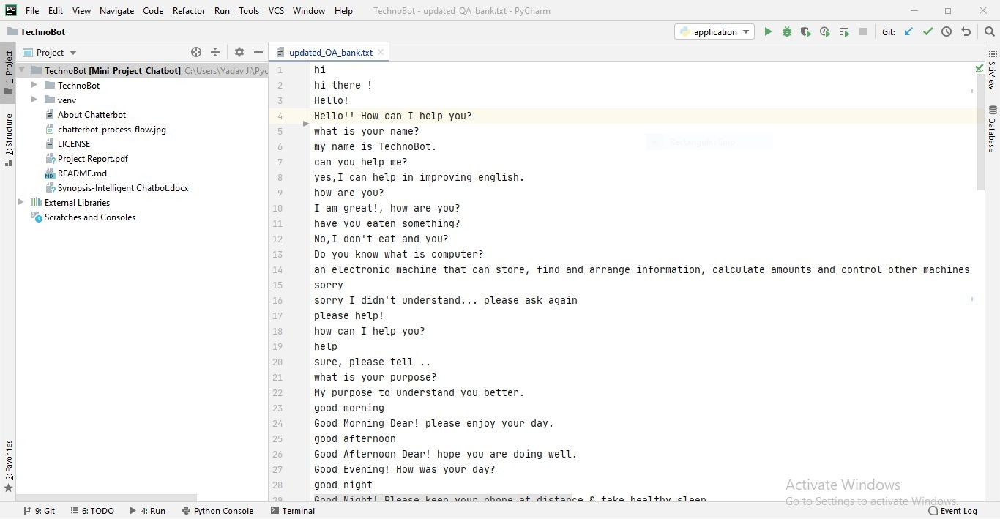 PC File Edit View Navigate Code Refactor Run Tools VCS Window Help TechnoBot - updated_QA_bank.txt - PyCharm
TechnoBot application Git:
1: Project
7: Structure
2: Favorites
Project
TechnoBot [Mini_Project_Chatbot] C:\Users\Yadav Ji\Pyc
TechnoBot
venv
About Chatterbot
chatterbot-process-flow.jpg
LICENSE
Project Report.pdf
MD README.md
Synopsis-Intelligent Chatbot.docx
External Libraries
Scratches and Consoles
updated_QA_bank.txt
1 hi
2 hi there !
3 Hello!
4 Hello!! How can I help you?
5 what is your name?
6 my name is TechnoBot.
7 can you help me?
8 yes,I can help in improving english.
9 how are you?
10 I am great!, how are you?
11 have you eaten something?
12 No,I don't eat and you?
13 Do you know what is computer?
14 an electronic machine that can store, find and arrange information, calculate amounts and control other machines
15 sorry
16 sorry I didn't understand... please ask again
17 please help!
18 how can I help you?
19 help
20 sure, please tell ..
21 what is your purpose?
22 My purpose to understand you better.
23 good morning
24 Good Morning Dear! please enjoy your day.
25 good afternoon
26 Good Afternoon Dear! hope you are doing well.
27 Good Evening! How was your day?
28 good night
29 Good Night! Please keep your phone at distance & take healthy sleep
Rectangular Snip
SciView
Database
Activate Windows
Go to Settings to activate Windows.
9: Git 6: TODO 4: Run Python Console Terminal Event Log